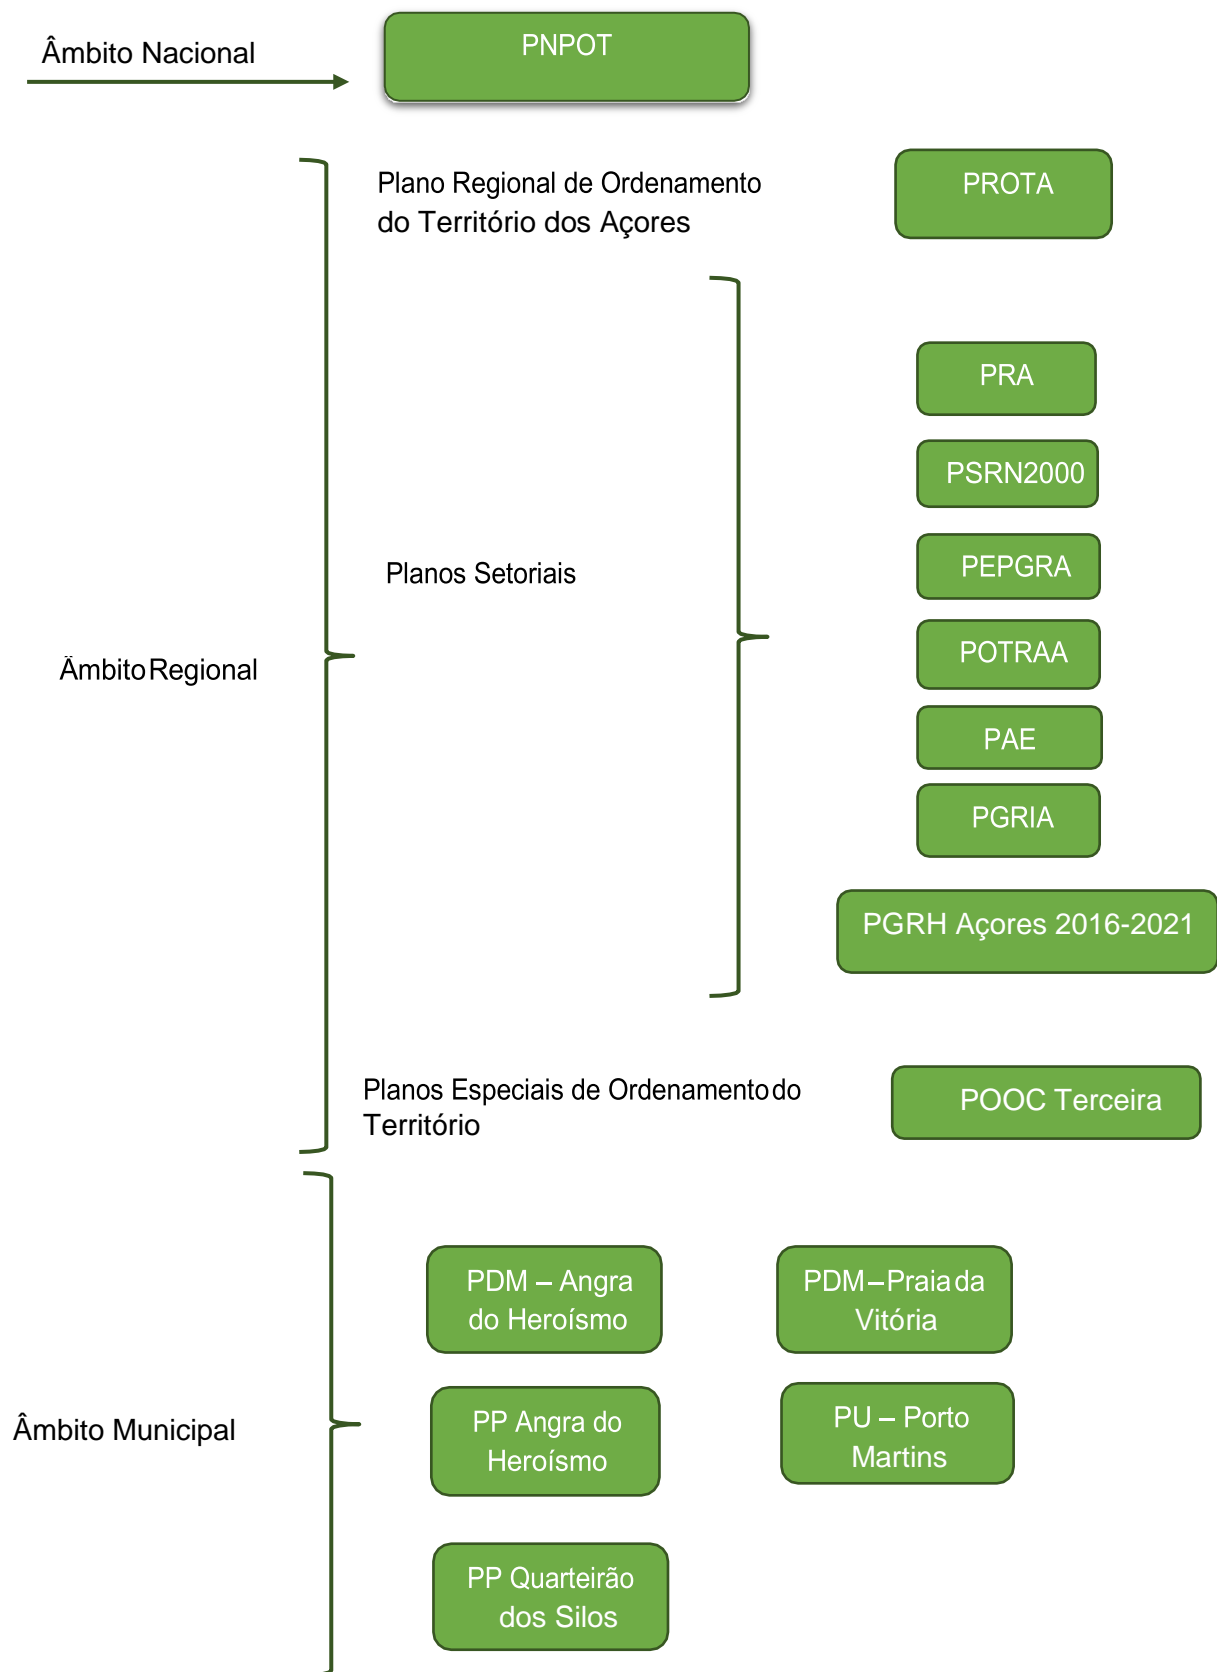 Âmbito Nacional
PNPOT
Plano Regional de Ordenamento
do Território dos Açores
PROTA
PRA
PSRN2000
PEPGRA
Planos Setoriais
POTRAA
Âmbito Regional
PAE
PGRIA
PGRH Açores 2016-2021
Planos Especiais de Ordenamento do
Território
POOC Terceira
PDM – Angra
do Heroísmo
PDM – Praia da
Vitória
Âmbito Municipal
PP Angra do
Heroísmo
PU – Porto
Martins
PP Quarteirão
dos Silos